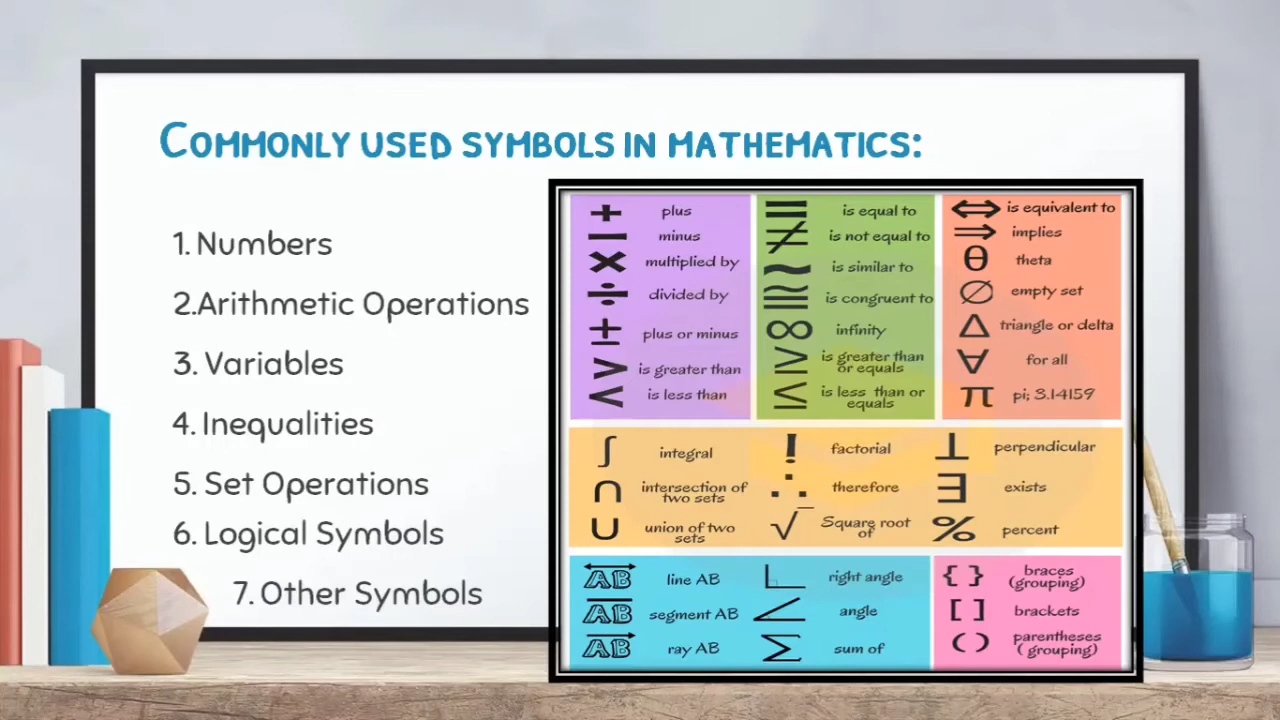 COMMONLY USED SYMBOLS IN MATHEMATICS:
1. Numbers
2.Arithmetic Operations
3. Variables
4. Inequalities
5. Set Operations
6. Logical Symbols
7. Other Symbols
+ plus
− minus
× multiplied by
÷ divided by
± plus or minus
> is greater than
< is less than
= is equal to
≠ is not equal to
~ is similar to
≅ is congruent to
∞ infinity
≥ is greater than
or equals
≤ is less than or
equals
⇔ is equivalent to
⇒ implies
θ theta
∅ empty set
△ triangle or delta
∀ for all
π pi; 3.14159
∫ integral
∩ intersection of
two sets
∪ union of two
sets
! factorial
∴ therefore
√ Square root
of
⊥ perpendicular
∃ exists
% percent
AB line AB
AB segment AB
AB ray AB
∟ right angle
∠ angle
Σ sum of
{ } braces
(grouping)
[ ] brackets
( ) parentheses
( grouping)